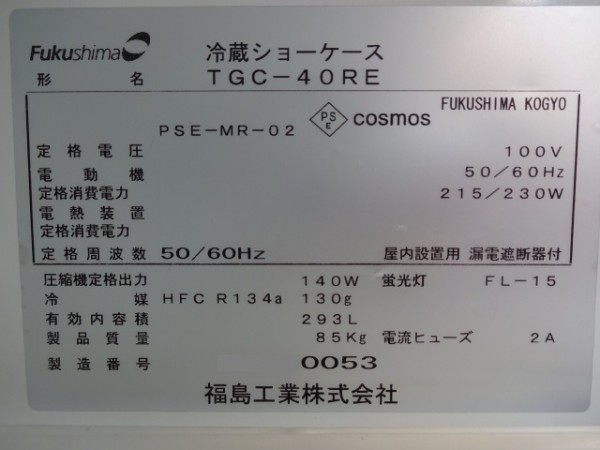 Fukushima 冷蔵ショーケース
形名 TGC-40RE
PSE-MR-02 PSE cosmos FUKUSHIMA KOGYO
定格電圧 100V
電動機 50/60Hz
定格消費電力 215/230W
電熱装置
定格消費電力
定格周波数 50/60Hz 屋内設置用 漏電遮断器付
圧縮機定格出力 140W 蛍光灯 FL-15
冷媒 HFC R134a 130g
有効内容積 293L
製品質量 85Kg 電流ヒューズ 2A
製造番号 0053
福島工業株式会社